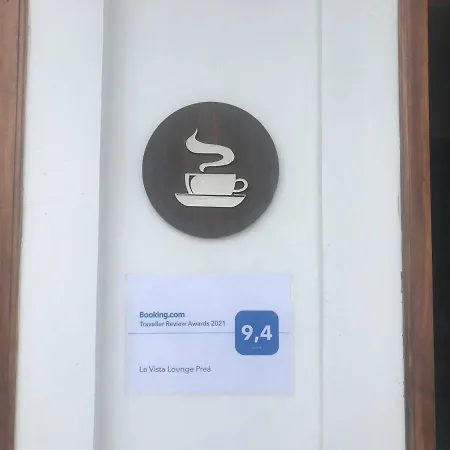 Booking.com
Traveller Review Awards 2021
9,4
La Vista Lounge Preá